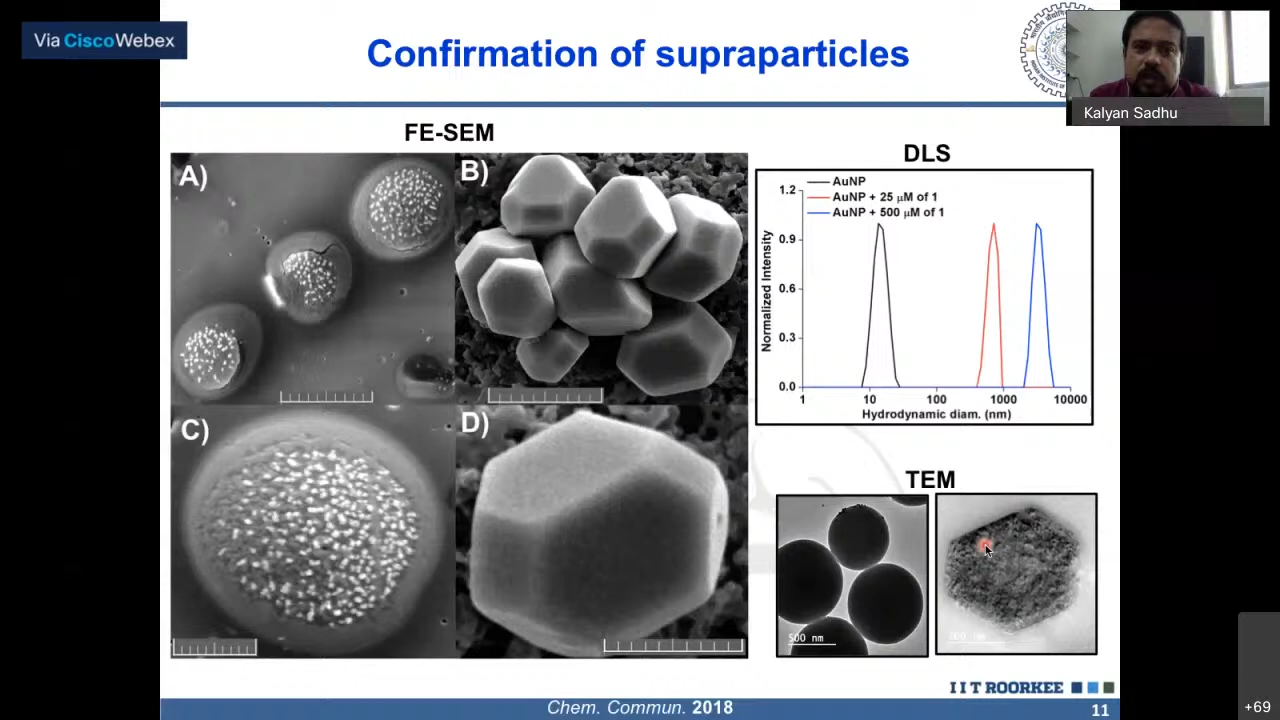 Via Cisco Webex
Confirmation of supraparticles
Kalyan Sadhu
FE-SEM
A)
B)
C)
D)
DLS
AuNP
AuNP + 25 µM of 1
AuNP + 500 µM of 1
Normalized Intensity
1.2
0.9
0.6
0.3
0.0
1 10 100 1000 10000
Hydrodynamic diam. (nm)
TEM
500 nm
IIT ROORKEE
Chem. Commun. 2018
11
+69